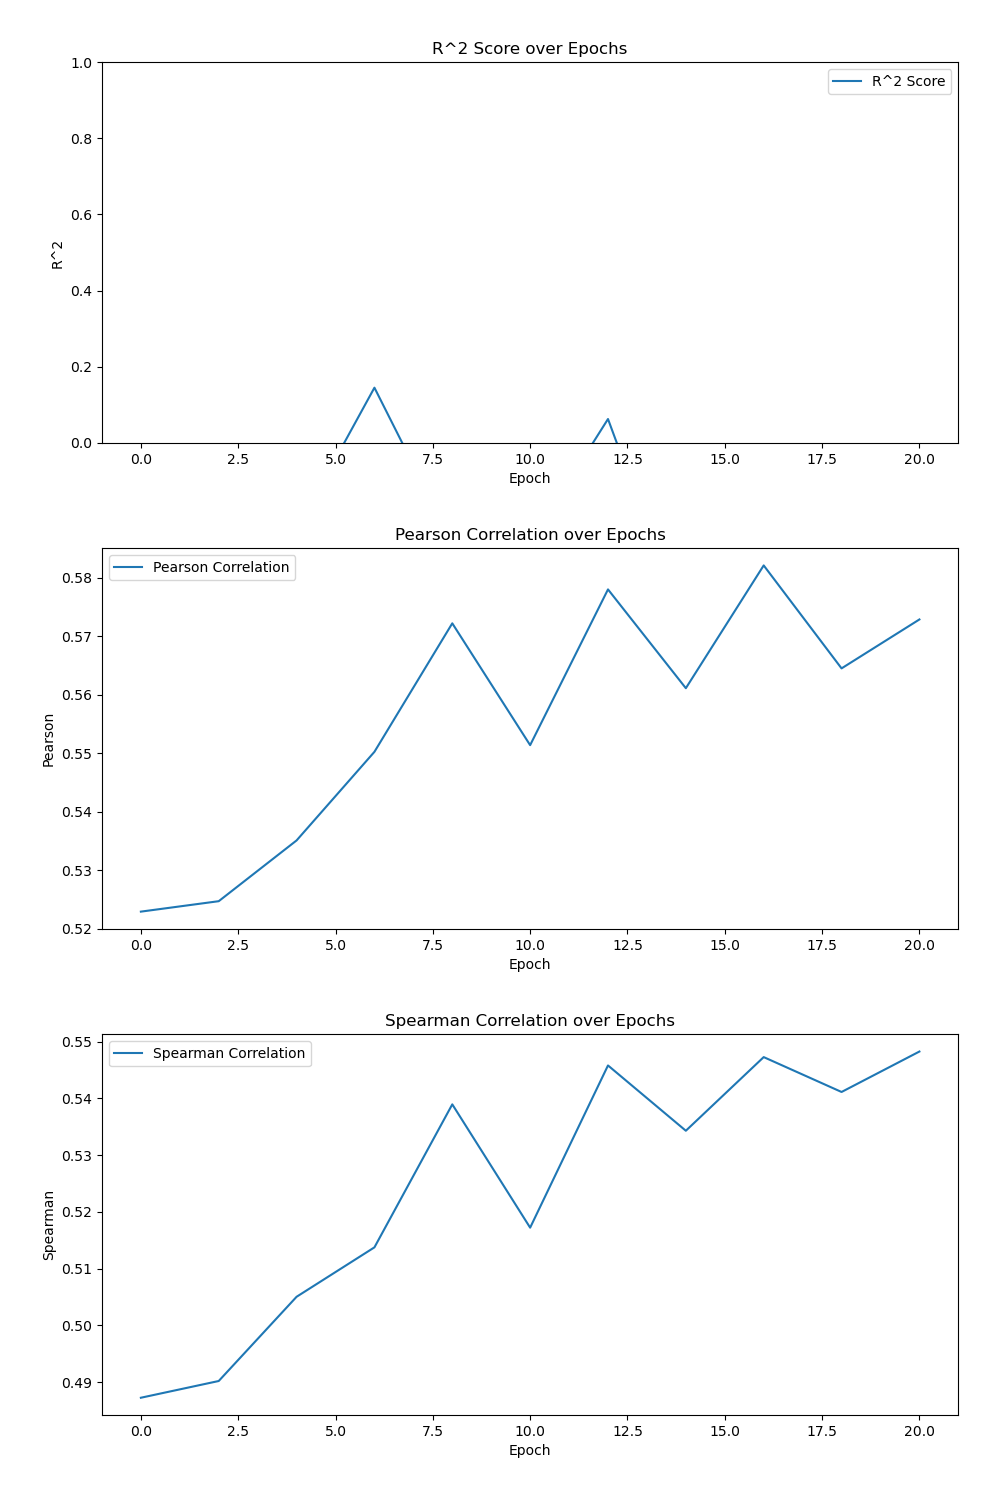 R^2 Score over Epochs
1.0
R^2 Score
0.8
0.6
R^2
0.4
0.2
0.0
0.0 2.5 5.0 7.5 10.0 12.5 15.0 17.5 20.0
Epoch
Pearson Correlation over Epochs
Pearson Correlation
0.58
0.57
0.56
Pearson
0.55
0.54
0.53
0.52
0.0 2.5 5.0 7.5 10.0 12.5 15.0 17.5 20.0
Epoch
Spearman Correlation over Epochs
0.55
Spearman Correlation
0.54
0.53
0.52
Spearman
0.51
0.50
0.49
0.0 2.5 5.0 7.5 10.0 12.5 15.0 17.5 20.0
Epoch